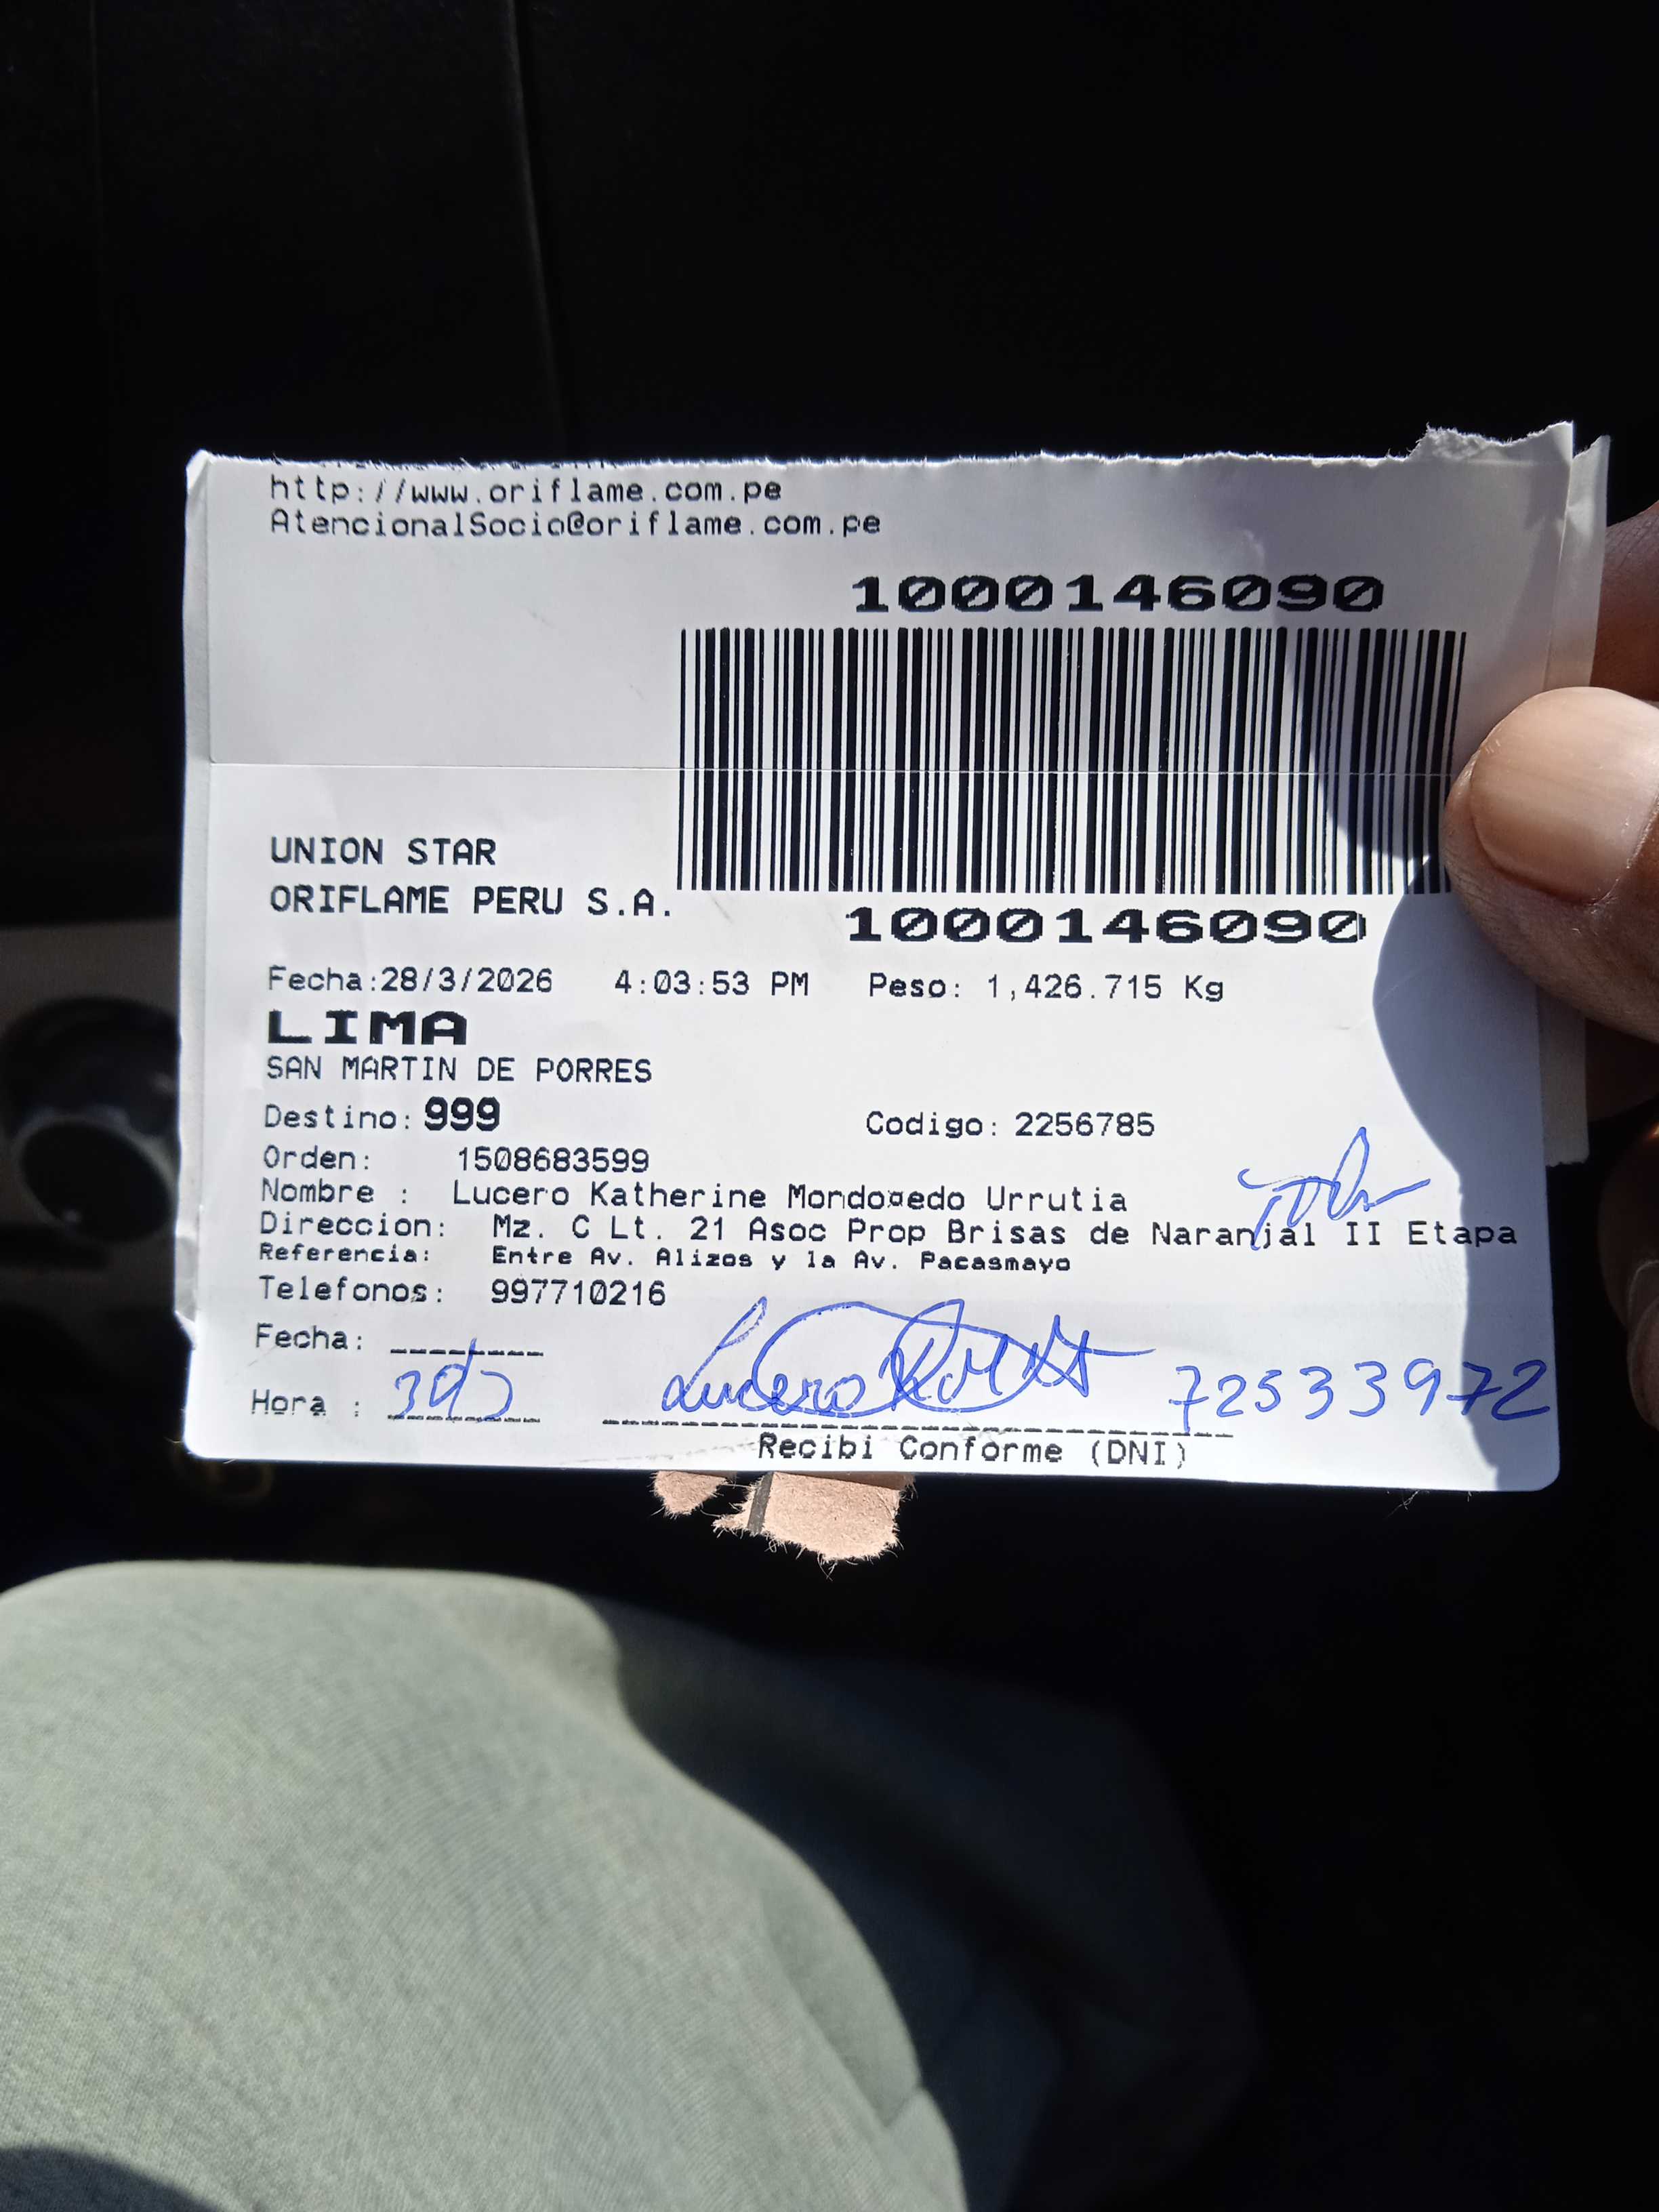 http://www.oriflame.com.pe
AtencionalSocio@oriflame.com.pe
1000146090
UNION STAR
ORIFLAME PERU S.A.
1000146090
Fecha:28/3/2026 4:03:53 PM Peso: 1,426.715 Kg
LIMA
SAN MARTIN DE PORRES
Destino: 999 Codigo: 2256785
Orden: 1508683599
Nombre : Lucero Katherine Mondo¤edo Urrutia
Direccion: Mz. C Lt. 21 Asoc Prop Brisas de Naranjal II Etapa
Referencia: Entre Av. Alizos y la Av. Pacasmayo
Telefonos: 997710216
Fecha:
Hora : Lucero 72533972
Recibi Conforme (DNI)